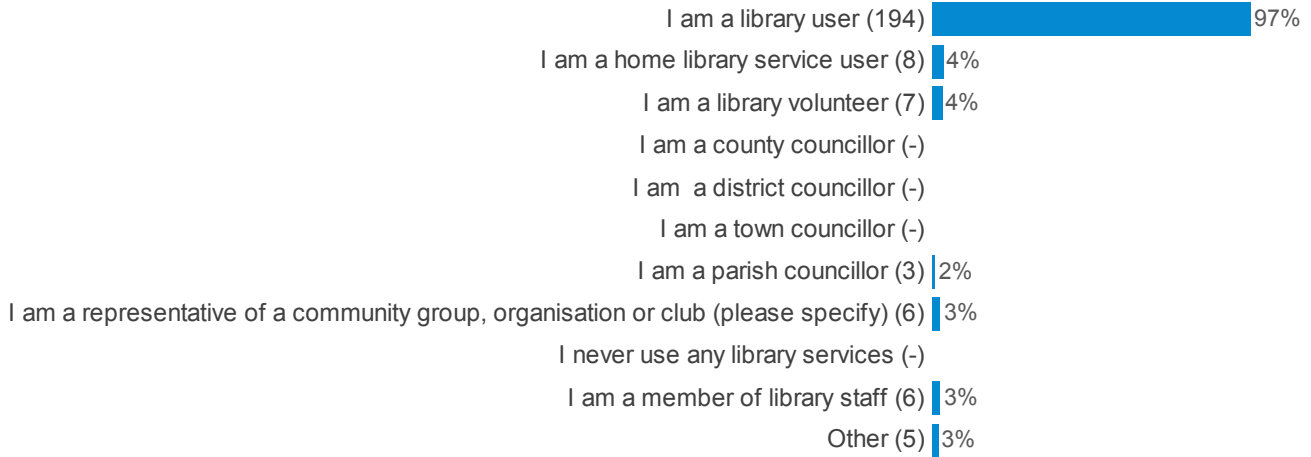 I am a library user (194) 97%
I am a home library service user (8) 4%
I am a library volunteer (7) 4%
I am a county councillor (-)
I am  a district councillor (-)
I am a town councillor (-)
I am a parish councillor (3) 2%
I am a representative of a community group, organisation or club (please specify) (6) 3%
I never use any library services (-)
I am a member of library staff (6) 3%
Other (5) 3%